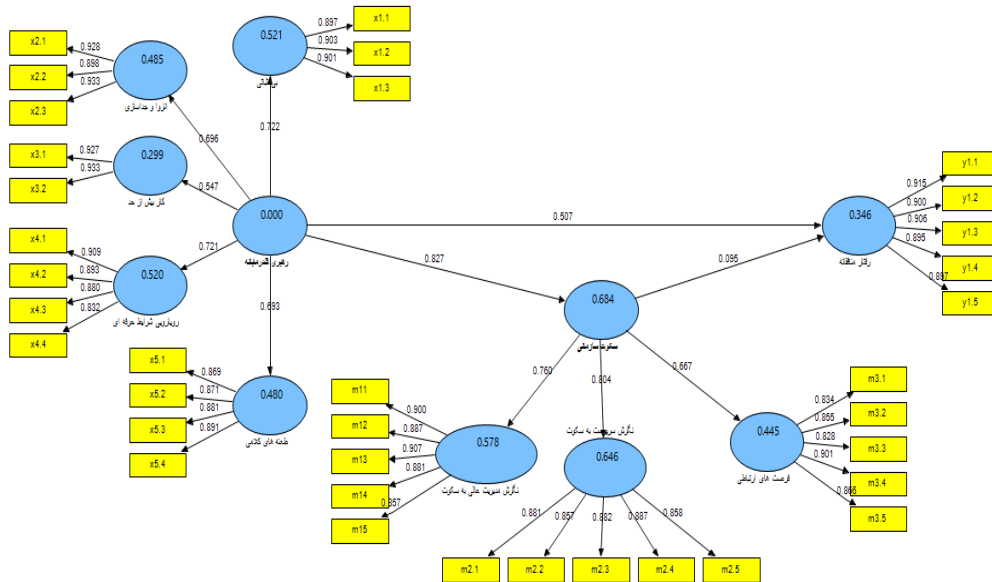 0.521
بی ثباتی
0.897
0.903
0.901
x1.1
x1.2
x1.3
x2.1
x2.2
x2.3
0.928
0.898
0.933
0.485
انزوا و جداسازی
x3.1
x3.2
0.927
0.933
0.299
کار بیش از حد
x4.1
x4.2
x4.3
x4.4
0.909
0.893
0.880
0.832
0.520
رویارویی شرایط حرفه ای
x5.1
x5.2
x5.3
x5.4
0.869
0.871
0.881
0.891
0.480
طعنه های کلامی
0.722
0.696
0.547
0.721
0.693
0.000
رهبری قلدرمابانه
0.507
0.827
0.095
0.346
رفتار منافقانه
0.915
0.900
0.906
0.895
0.897
y1.1
y1.2
y1.3
y1.4
y1.5
0.684
سکوت سازمانی
0.760
0.804
0.667
m11
m12
m13
m14
m15
0.900
0.887
0.907
0.881
0.857
0.578
نگرش مدیریت عالی به سکوت
نگرش سرپرست به سکوت
0.646
0.881
0.857
0.882
0.887
0.858
m2.1
m2.2
m2.3
m2.4
m2.5
0.445
فرصت های ارتباطی
0.834
0.855
0.828
0.901
0.866
m3.1
m3.2
m3.3
m3.4
m3.5